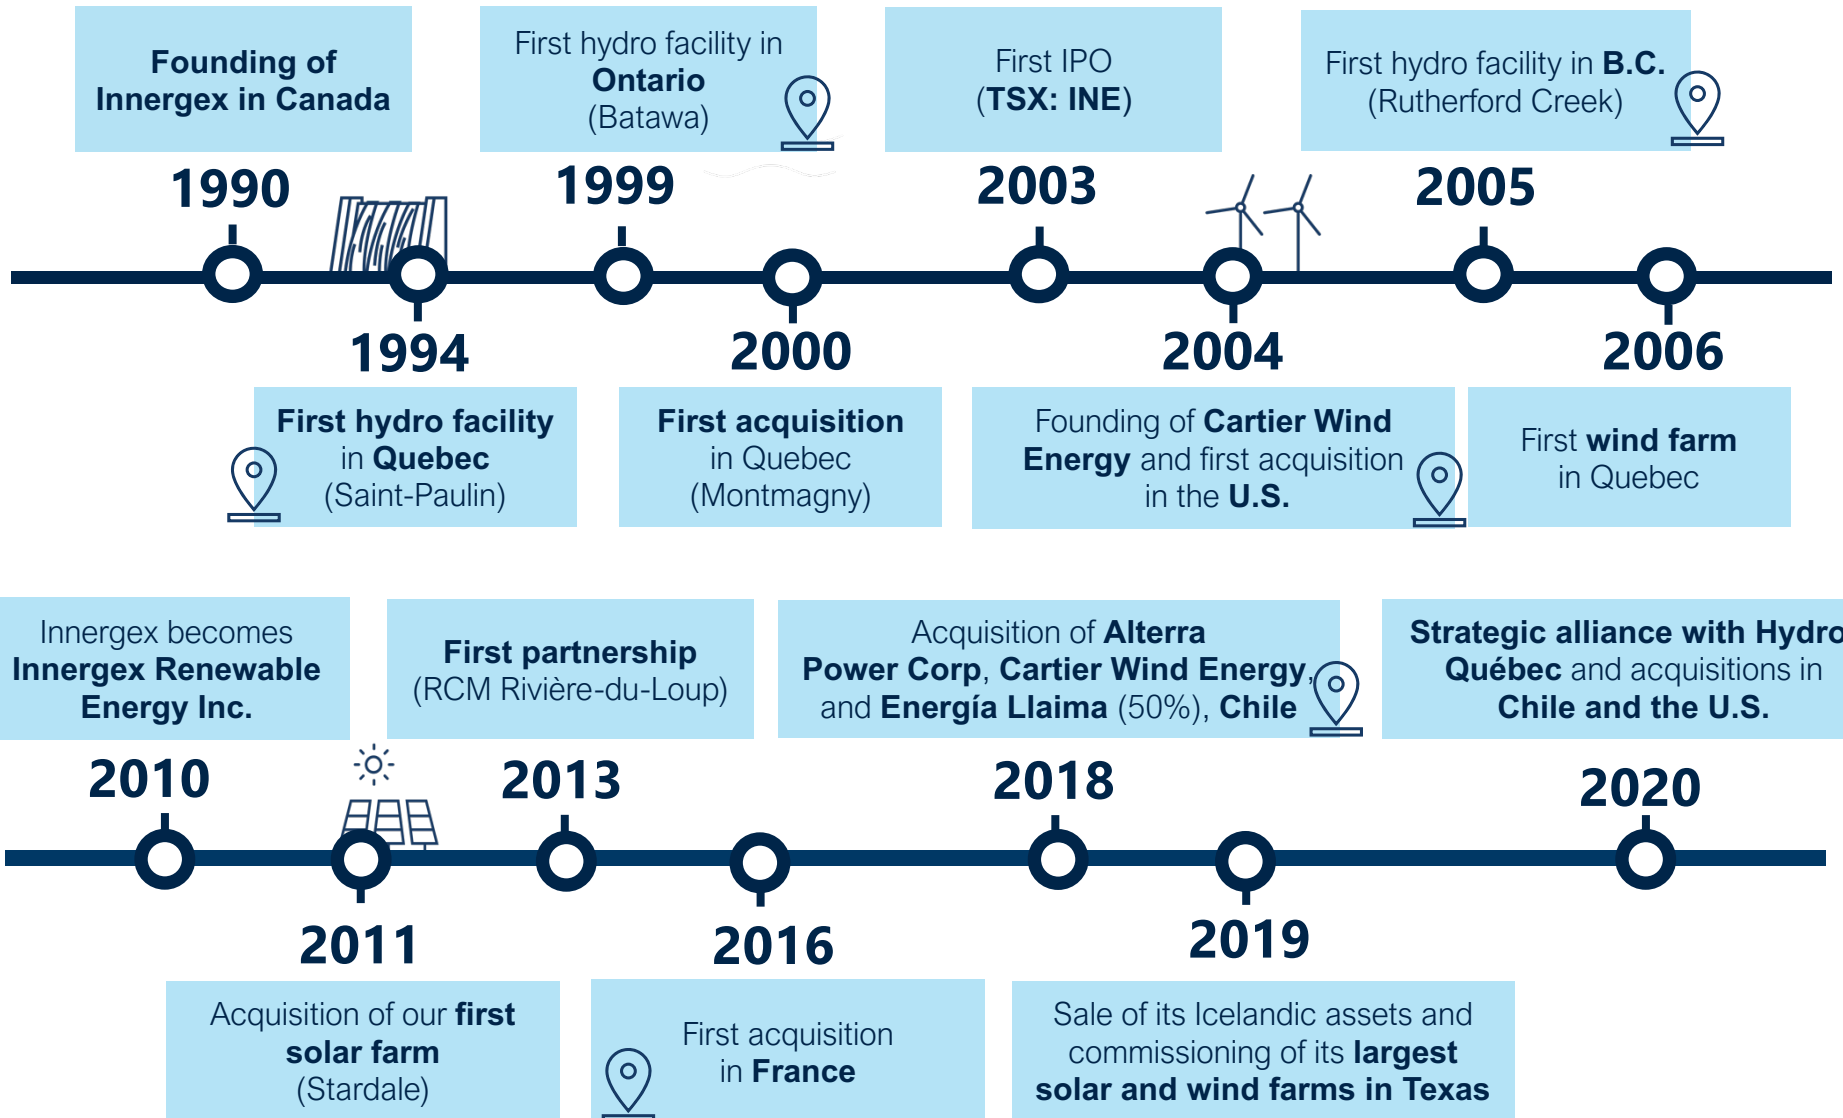 Founding of
Innergex in Canada
1990
First hydro facility in
Ontario
(Batawa)
1999
First IPO
(TSX: INE)
2003
First hydro facility in B.C.
(Rutherford Creek)
2005
1994
First hydro facility
in Quebec
(Saint-Paulin)
2000
First acquisition
in Quebec
(Montmagny)
2004
Founding of Cartier Wind
Energy and first acquisition
in the U.S.
2006
First wind farm
in Quebec
Innergex becomes
Innergex Renewable
Energy Inc.
2010
First partnership
(RCM Rivière-du-Loup)
2013
Acquisition of Alterra
Power Corp, Cartier Wind Energy,
and Energía Llaima (50%), Chile
2018
Strategic alliance with Hydro
Québec and acquisitions in
Chile and the U.S.
2020
2011
Acquisition of our first
solar farm
(Stardale)
2016
First acquisition
in France
2019
Sale of its Icelandic assets and
commissioning of its largest
solar and wind farms in Texas